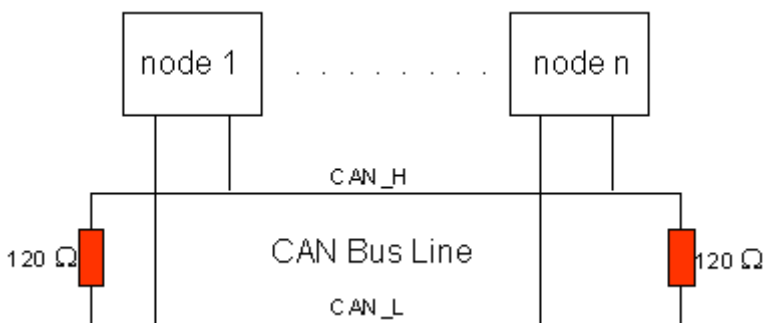 node 1 . . . . . . . . node n
CAN_H
120 Ω CAN Bus Line 120 Ω
CAN_L